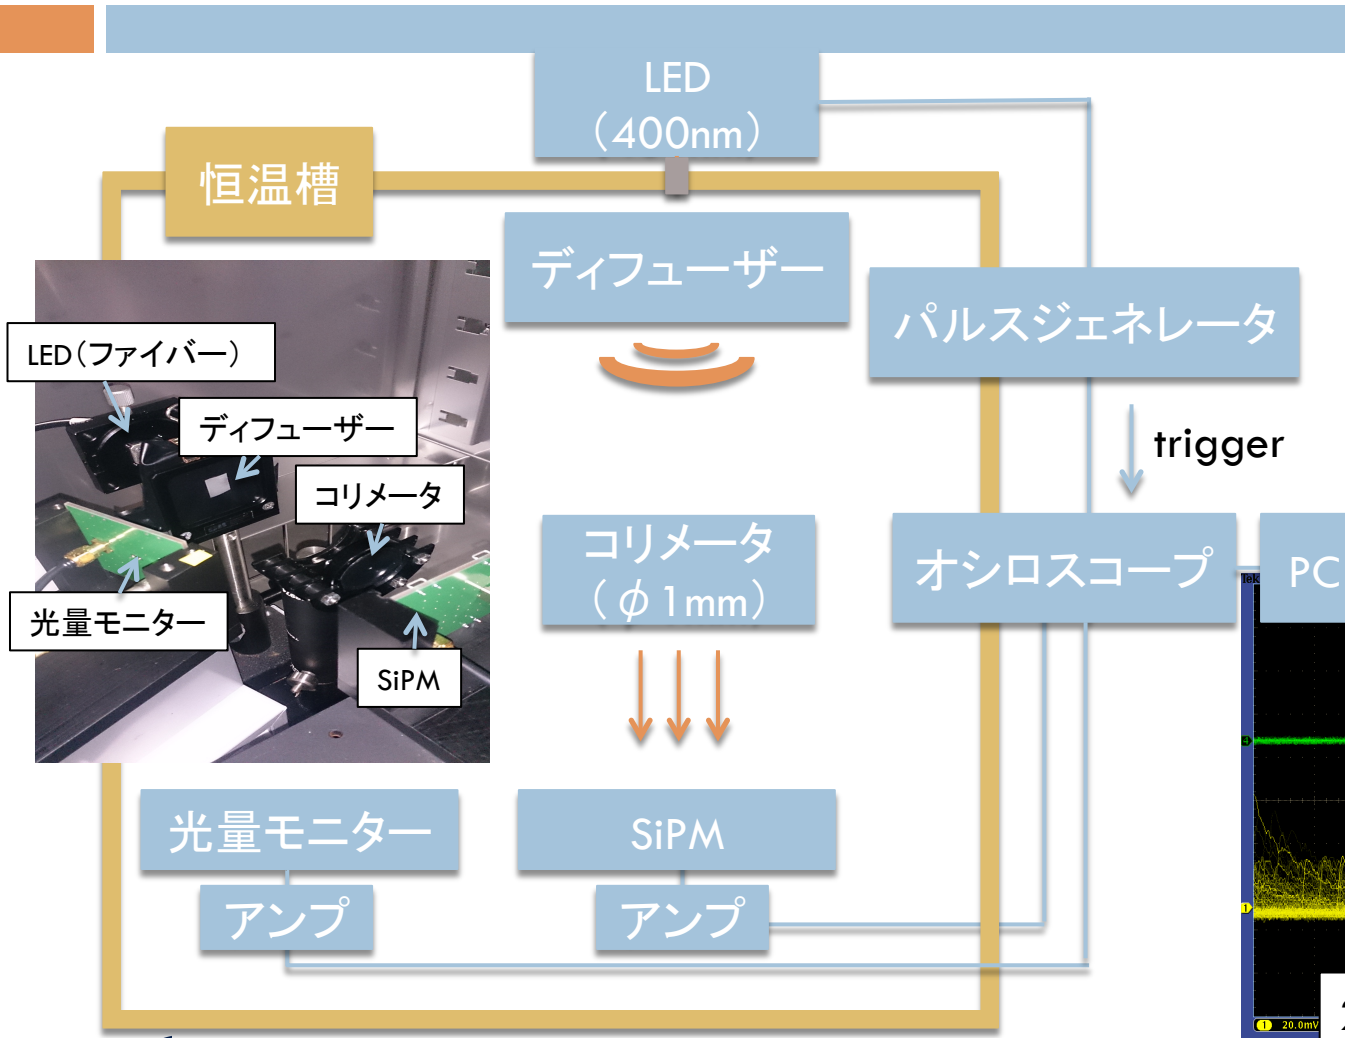 LED
（400nm）
恒温槽
ディフューザー
パルスジェネレータ
LED（ファイバー）
ディフューザー
コリメータ
光量モニター
SiPM
trigger
コリメータ
（φ1mm）
オシロスコープ
PC
Tek
光量モニター
SiPM
アンプ
アンプ
4
1
1 20.0mV